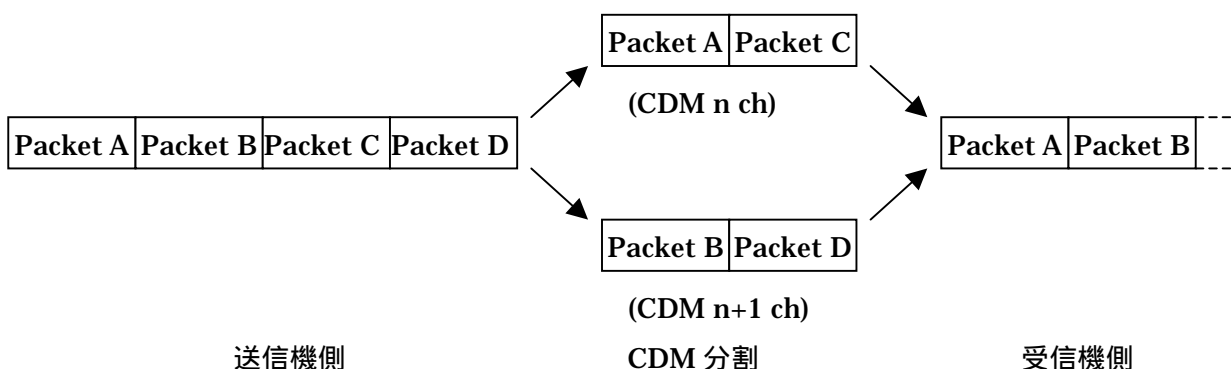 Packet A Packet C
(CDM n ch)
Packet A Packet B Packet C Packet D
Packet A Packet B
Packet B Packet D
(CDM n+1 ch)
送信機側 CDM 分割 受信機側